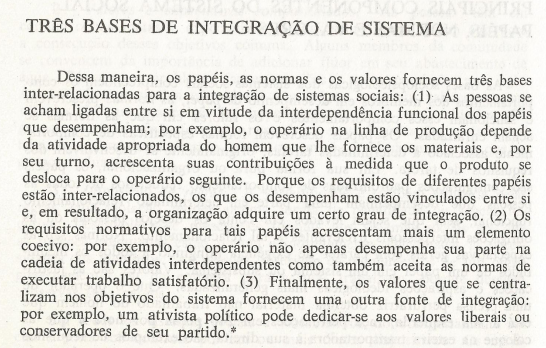 TRÊS BASES DE INTEGRAÇÃO DE SISTEMA
Dessa maneira, os papéis, as normas e os valores fornecem três bases
inter-relacionadas para a integração de sistemas sociais: (1) As pessoas se
acham ligadas entre si em virtude da interdependência funcional dos papéis
que desempenham; por exemplo, o operário na linha de produção depende
da atividade apropriada do homem que lhe fornece os materiais e, por
seu turno, acrescenta suas contribuições à medida que o produto se
desloca para o operário seguinte. Porque os requisitos de diferentes papéis
estão inter-relacionados, os que os desempenham estão vinculados entre si
e, em resultado, a organização adquire um certo grau de integração. (2) Os
requisitos normativos para tais papéis acrescentam mais um elemento
coesivo: por exemplo, o operário não apenas desempenha sua parte na
cadeia de atividades interdependentes como também aceita as normas de
executar trabalho satisfatório. (3) Finalmente, os valores que se centra-
lizam nos objetivos do sistema fornecem uma outra fonte de integração:
por exemplo, um ativista político pode dedicar-se aos valores liberais ou
conservadores de seu partido.*